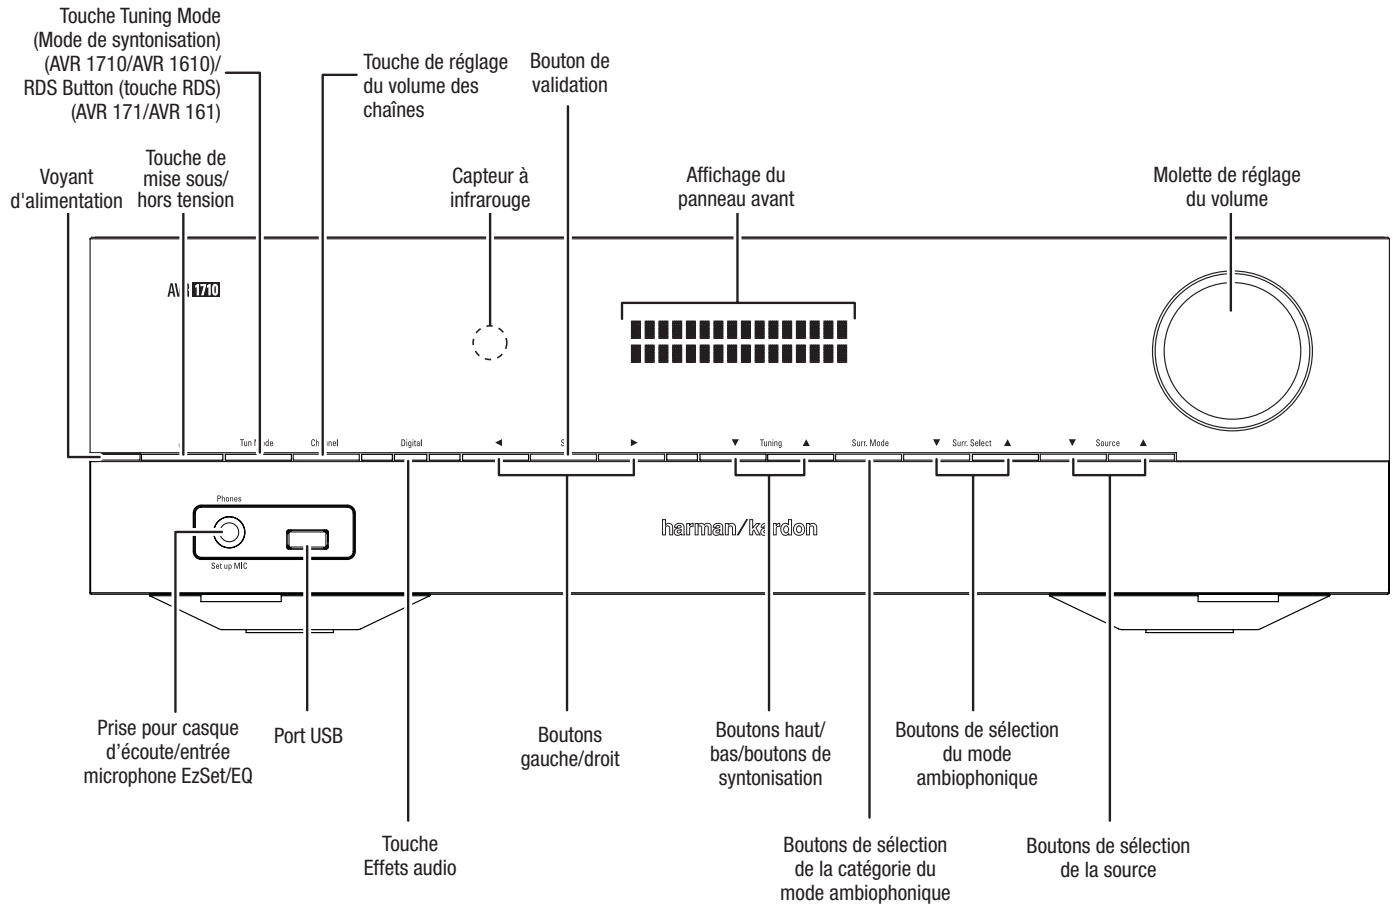 Touche Tuning Mode
(Mode de syntonisation)
(AVR 1710/AVR 1610)/
RDS Button (touche RDS)
(AVR 171/AVR 161)
Touche de réglage
du volume des
chaînes
Bouton de
validation
Voyant
d'alimentation
Touche de
mise sous/
hors tension
Capteur à
infrarouge
Affichage du
panneau avant
Molette de réglage
du volume
1710
Digital
Tuning
Surr. Mode
Surr. Select
Source
Phones
Set up MIC
harman/kardon
Prise pour casque
d’écoute/entrée
microphone EzSet/EQ
Port USB
Boutons
gauche/droit
Boutons haut/
bas/boutons de
syntonisation
Boutons de sélection
du mode
ambiophonique
Touche
Effets audio
Boutons de sélection
de la catégorie du
mode ambiophonique
Boutons de sélection
de la source